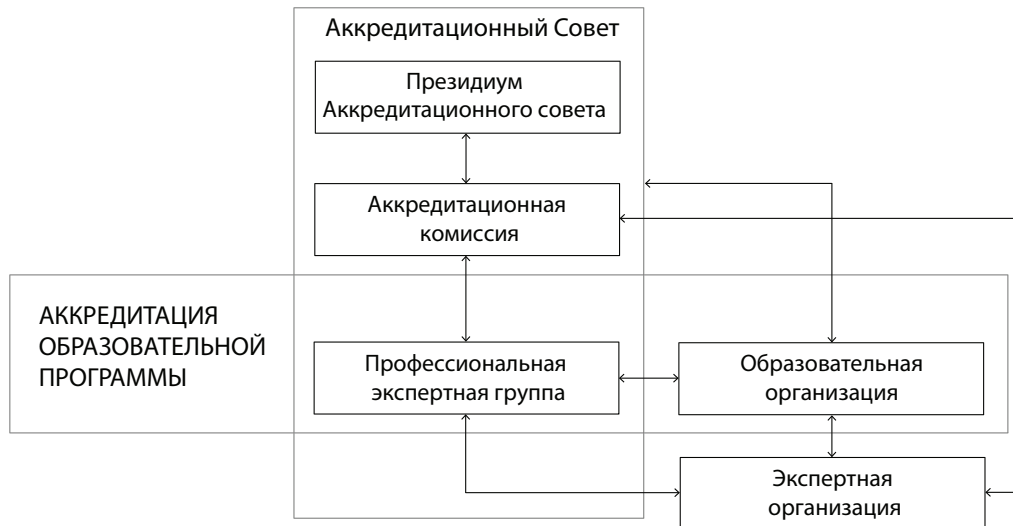 Аккредитационный Совет
Президиум
Аккредитационного совета
Аккредитационная
комиссия
АККРЕДИТАЦИЯ
ОБРАЗОВАТЕЛЬНОЙ
ПРОГРАММЫ
Профессиональная
экспертная группа
Образовательная
организация
Экспертная
организация